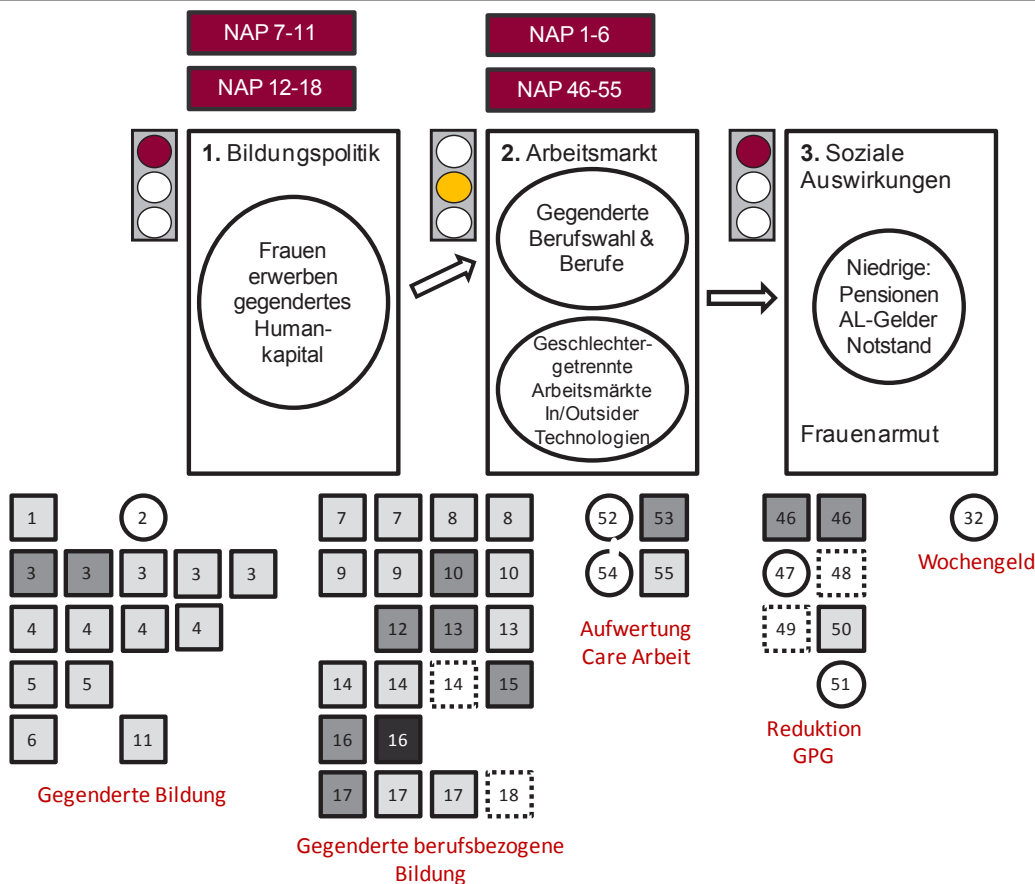 NAP 7-11
NAP 1-6
NAP 12-18
NAP 46-55
1. Bildungspolitik
Frauen
erwerben
gegendertes
Human-
kapital
2. Arbeitsmarkt
Gegenderte
Berufswahl &
Berufe
Geschlechter-
getrennte
Arbeitsmärkte
In/Outsider
Technologien
3. Soziale
Auswirkungen
Niedrige:
Pensionen
AL-Gelder
Notstand
Frauenarmut
1 2
3 3 3 3 3
4 4 4 4
5 5
6 11
Gegenderte Bildung
7 7 8 8
9 9 10 10
12 13 13
14 14 14 15
16 16
17 17 17 18
Gegenderte berufsbezogene
Bildung
52 53
54 55
Aufwertung
Care Arbeit
46 46
47 48
49 50
51
Reduktion
GPG
32
Wochengeld